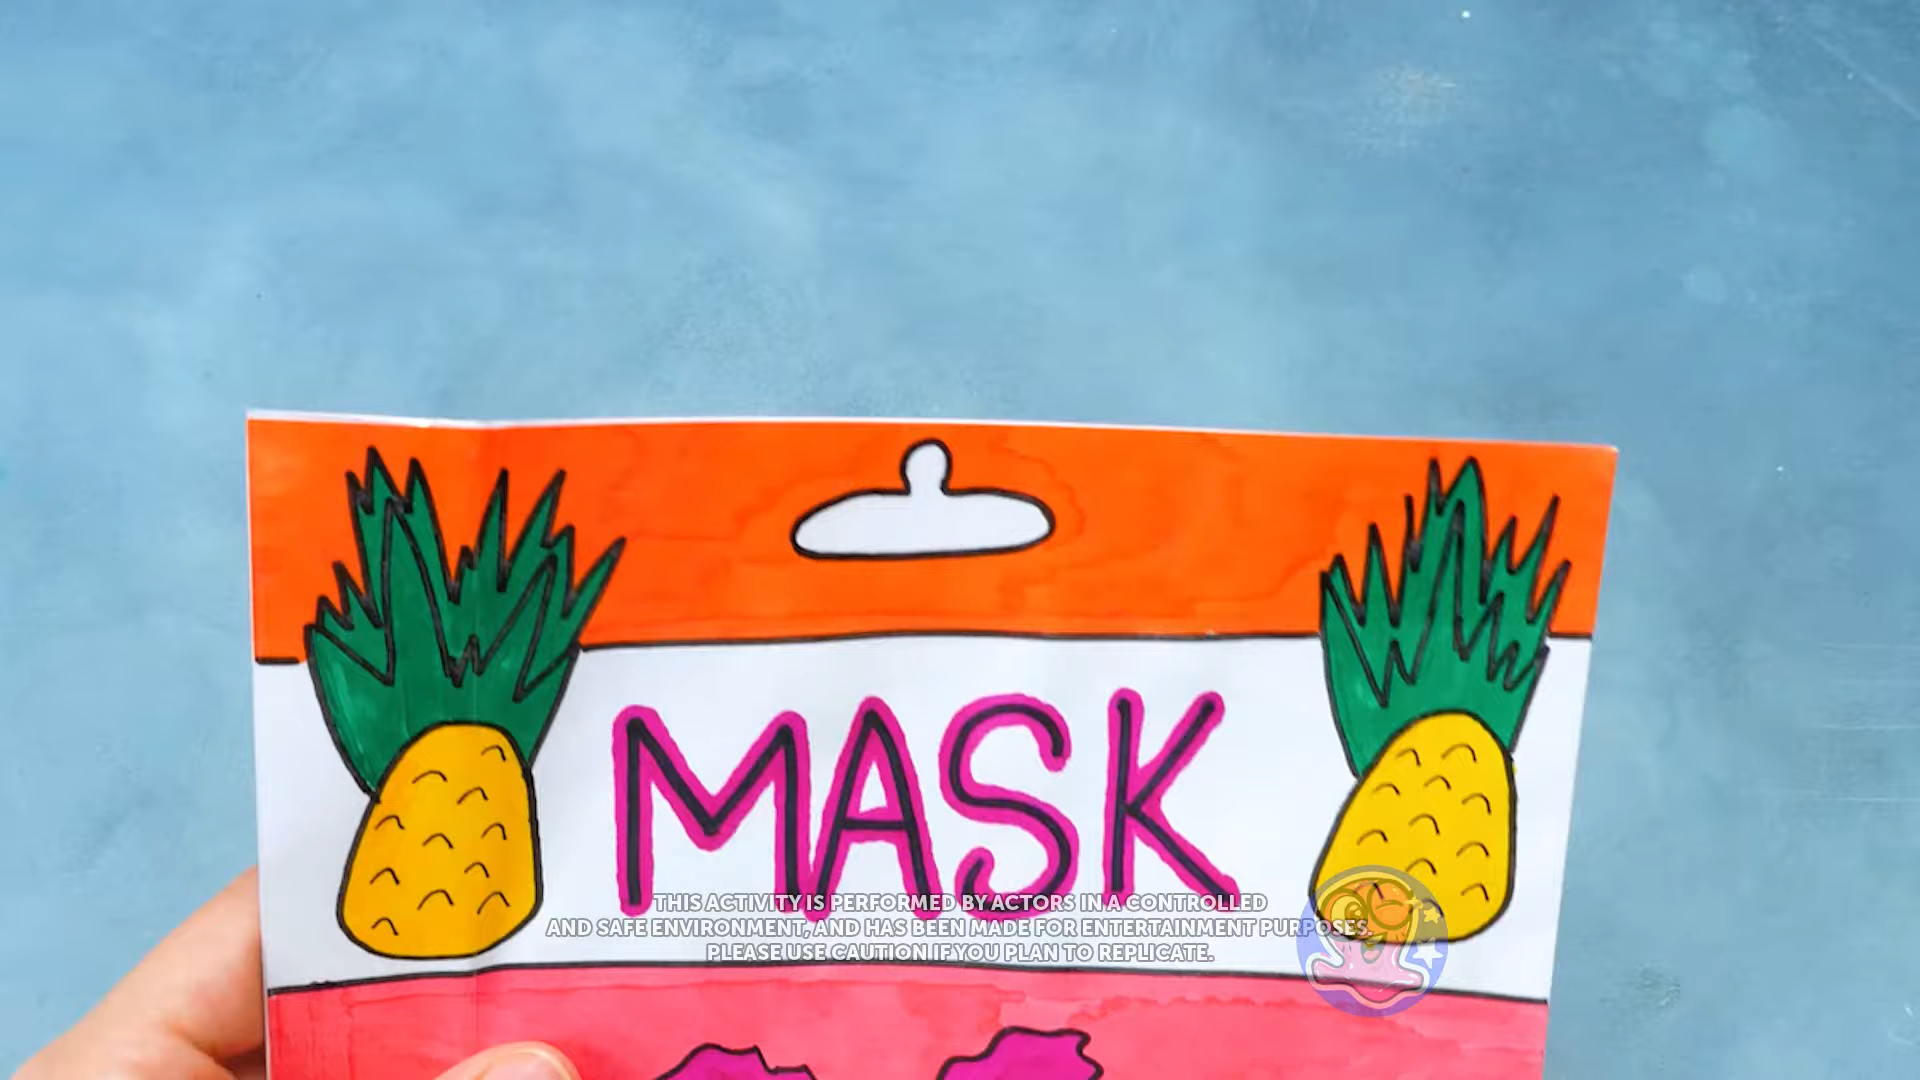 MASK
THIS ACTIVITY IS PERFORMED BY ACTORS IN A CONTROLLED
AND SAFE ENVIRONMENT, AND HAS BEEN MADE FOR ENTERTAINMENT PURPOSES.
PLEASE USE CAUTION IF YOU PLAN TO REPLICATE.